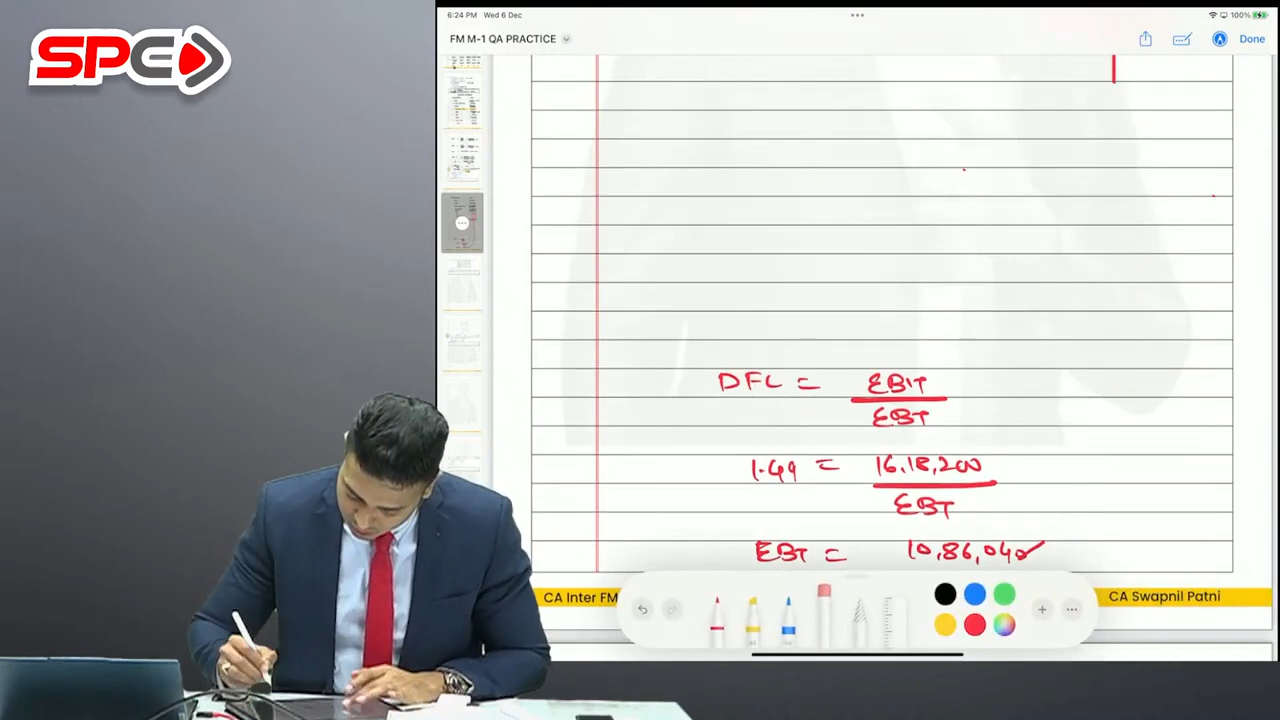 6:24 PM Wed 6 Dec
100%
SPE
FM M-1 QA PRACTICE
Done
DFL = EBIT
EBT
1.49 = 16,18,200
EBT
EBT = 10,86,040
CA Inter FM
CA Swapnil Patni